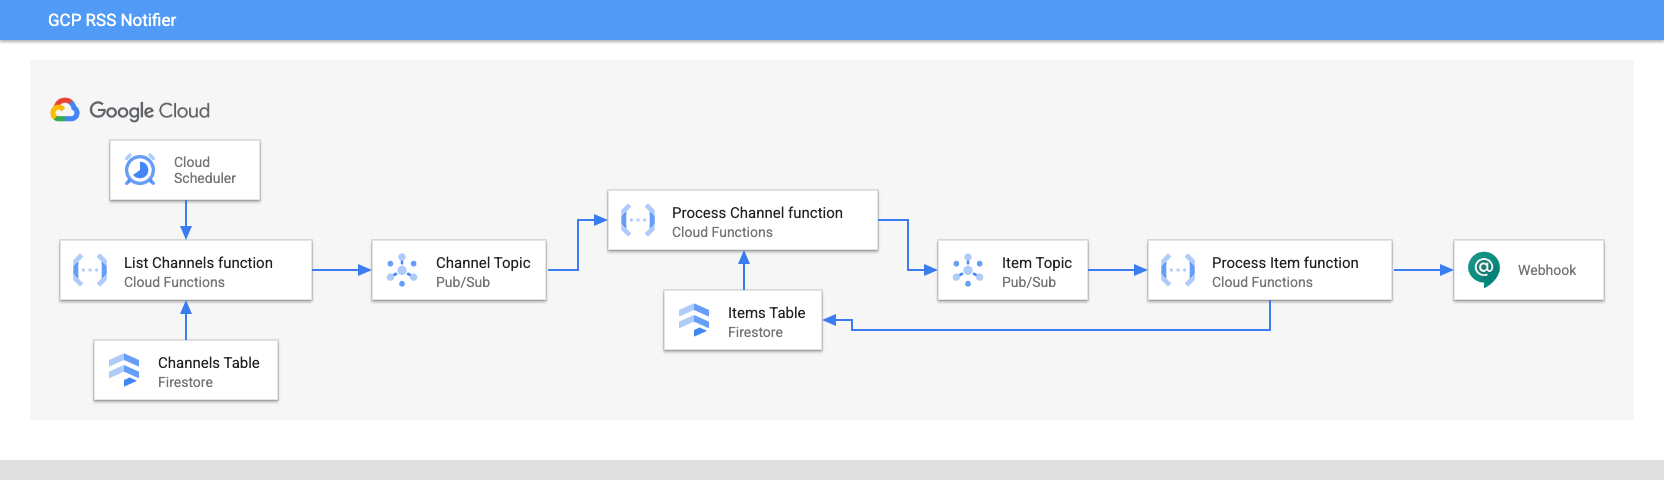 GCP RSS Notifier
Google Cloud
Cloud
Scheduler
List Channels function
Cloud Functions
Channels Table
Firestore
Channel Topic
Pub/Sub
Process Channel function
Cloud Functions
Items Table
Firestore
Item Topic
Pub/Sub
Process Item function
Cloud Functions
Webhook